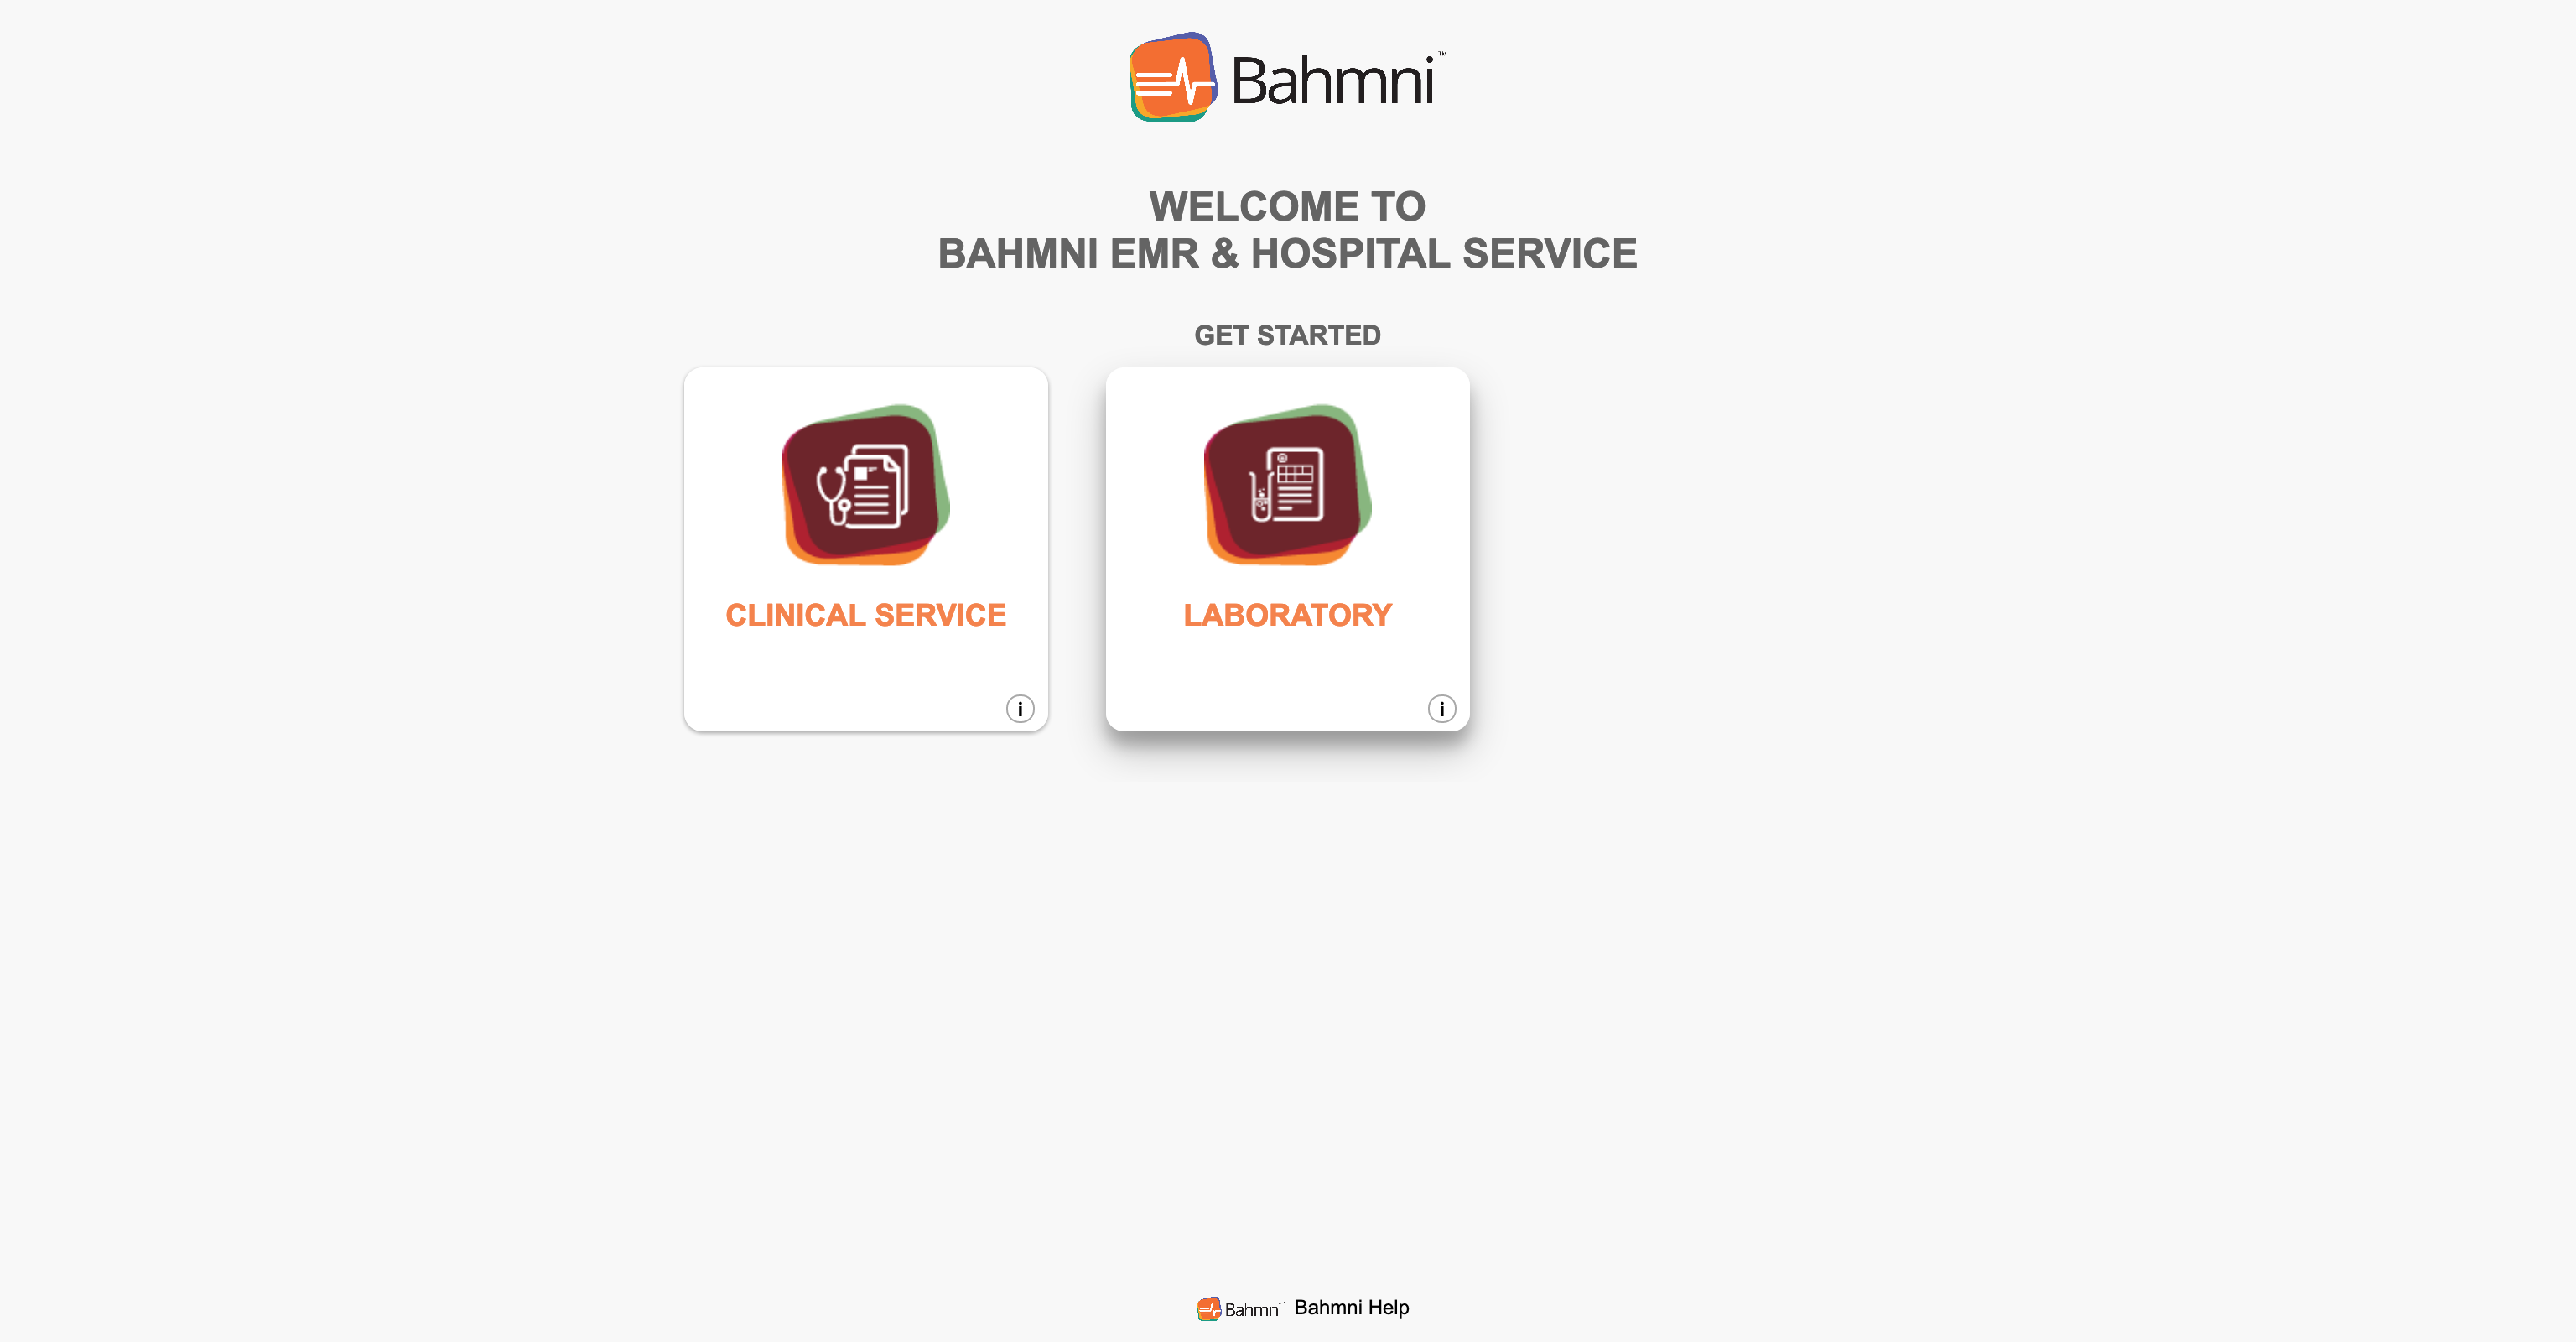 Bahmni™
WELCOME TO
BAHMNI EMR & HOSPITAL SERVICE
GET STARTED
CLINICAL SERVICE
i
LABORATORY
i
Bahmni Bahmni Help